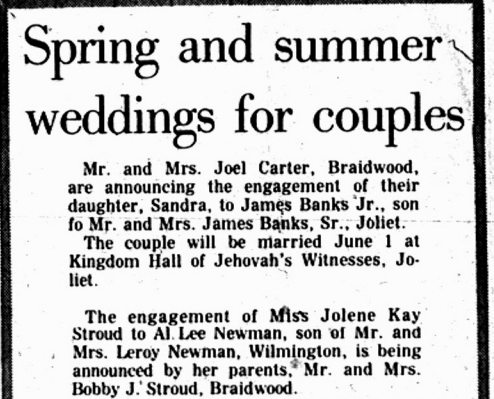 Spring and summer
weddings for couples
Mr. and Mrs. Joel Carter, Braidwood,
are announcing the engagement of their
daughter, Sandra, to James Banks Jr., son
fo Mr. and Mrs. James Banks, Sr., Joliet.
The couple will be married June 1 at
Kingdom Hall of Jehovah's Witnesses, Jo-
liet.
The engagement of Miss Jolene Kay
Stroud to Al Lee Newman, son of Mr. and
Mrs. Leroy Newman, Wilmington, is being
announced by her parents, Mr. and Mrs.
Bobby J. Stroud, Braidwood.